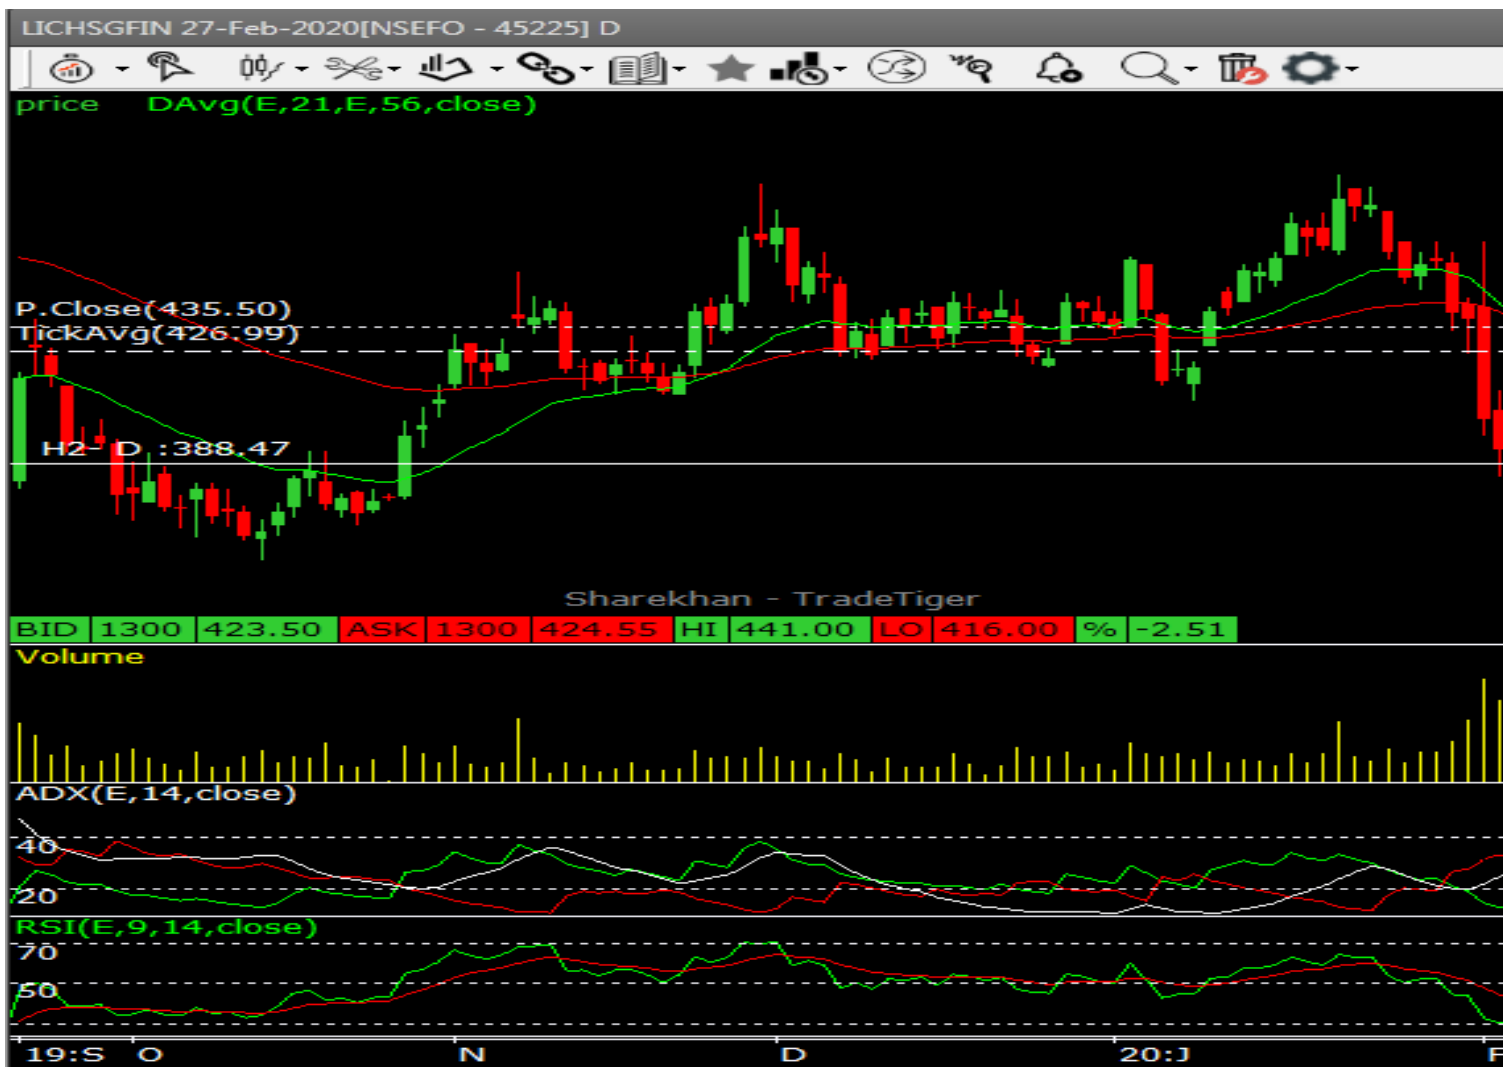 LICHSGFIN 27-Feb-2020[NSEFO - 45225] D
price DAvg(E,21,E,56,close)
P.Close(435.50)
TickAvg(426.99)
H2- D :388.47
Sharekhan - TradeTiger
BID 1300 423.50 ASK 1300 424.55 HI 441.00 LO 416.00 % -2.51
Volume
ADX(E,14,close)
40
20
RSI(E,9,14,close)
70
50
19:S O N D 20:J F